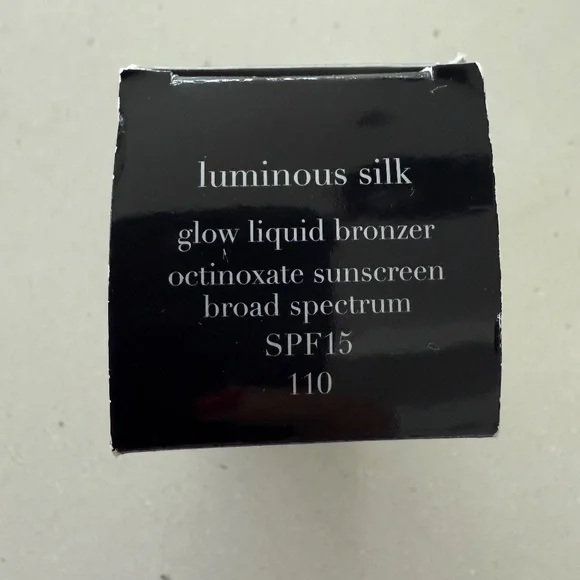 luminous silk
glow liquid bronzer
octinoxate sunscreen
broad spectrum
SPF15
110